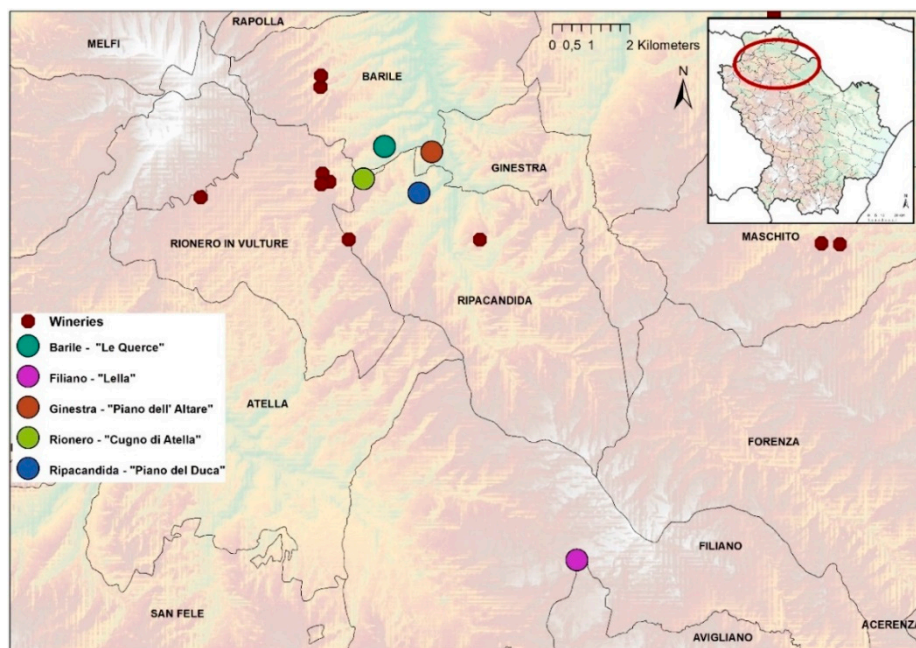 RAPOLLA
MELFI
BARILE
0 0,5 1 2 Kilometers
N
GINESTRA
RIONERO IN VULTURE
MASCHITO
RIPACANDIDA
Wineries
Barile - "Le Querce"
Filiano - "Lella"
Ginestra - "Piano dell' Altare"
Rionero - "Cugno di Atella"
Ripacandida - "Piano del Duca"
ATELLA
FORENZA
FILIANO
SAN FELE
AVIGLIANO
ACERENZA